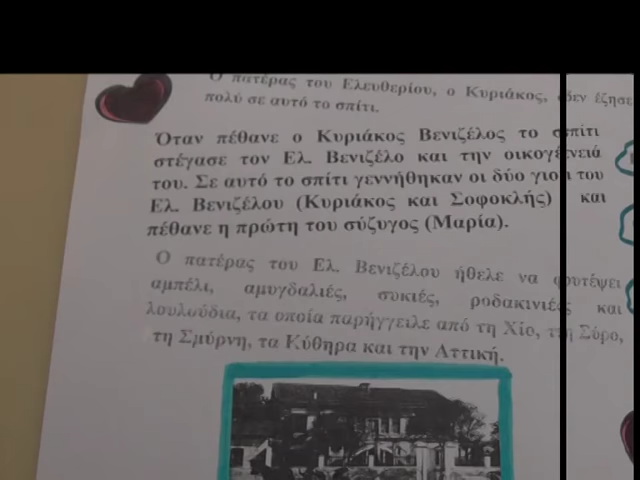 Ο πατέρας του Ελευθερίου, ο Κυριάκος, δεν έζησε
πολύ σε αυτό το σπίτι.
Όταν πέθανε ο Κυριάκος Βενιζέλος το σπίτι
στέγασε τον Ελ. Βενιζέλο και την οικογένειά
του. Σε αυτό το σπίτι γεννήθηκαν οι δύο γιοι του
Ελ. Βενιζέλου (Κυριάκος και Σοφοκλής) και
πέθανε η πρώτη του σύζυγος (Μαρία).
Ο πατέρας του Ελ. Βενιζέλου ήθελε να φυτέψει
αμπέλι, αμυγδαλιές, συκιές, ροδακινιές και
λουλούδια, τα οποία παρήγγειλε από τη Χίο, τη Σύρο,
τη Σμύρνη, τα Κύθηρα και την Αττική.